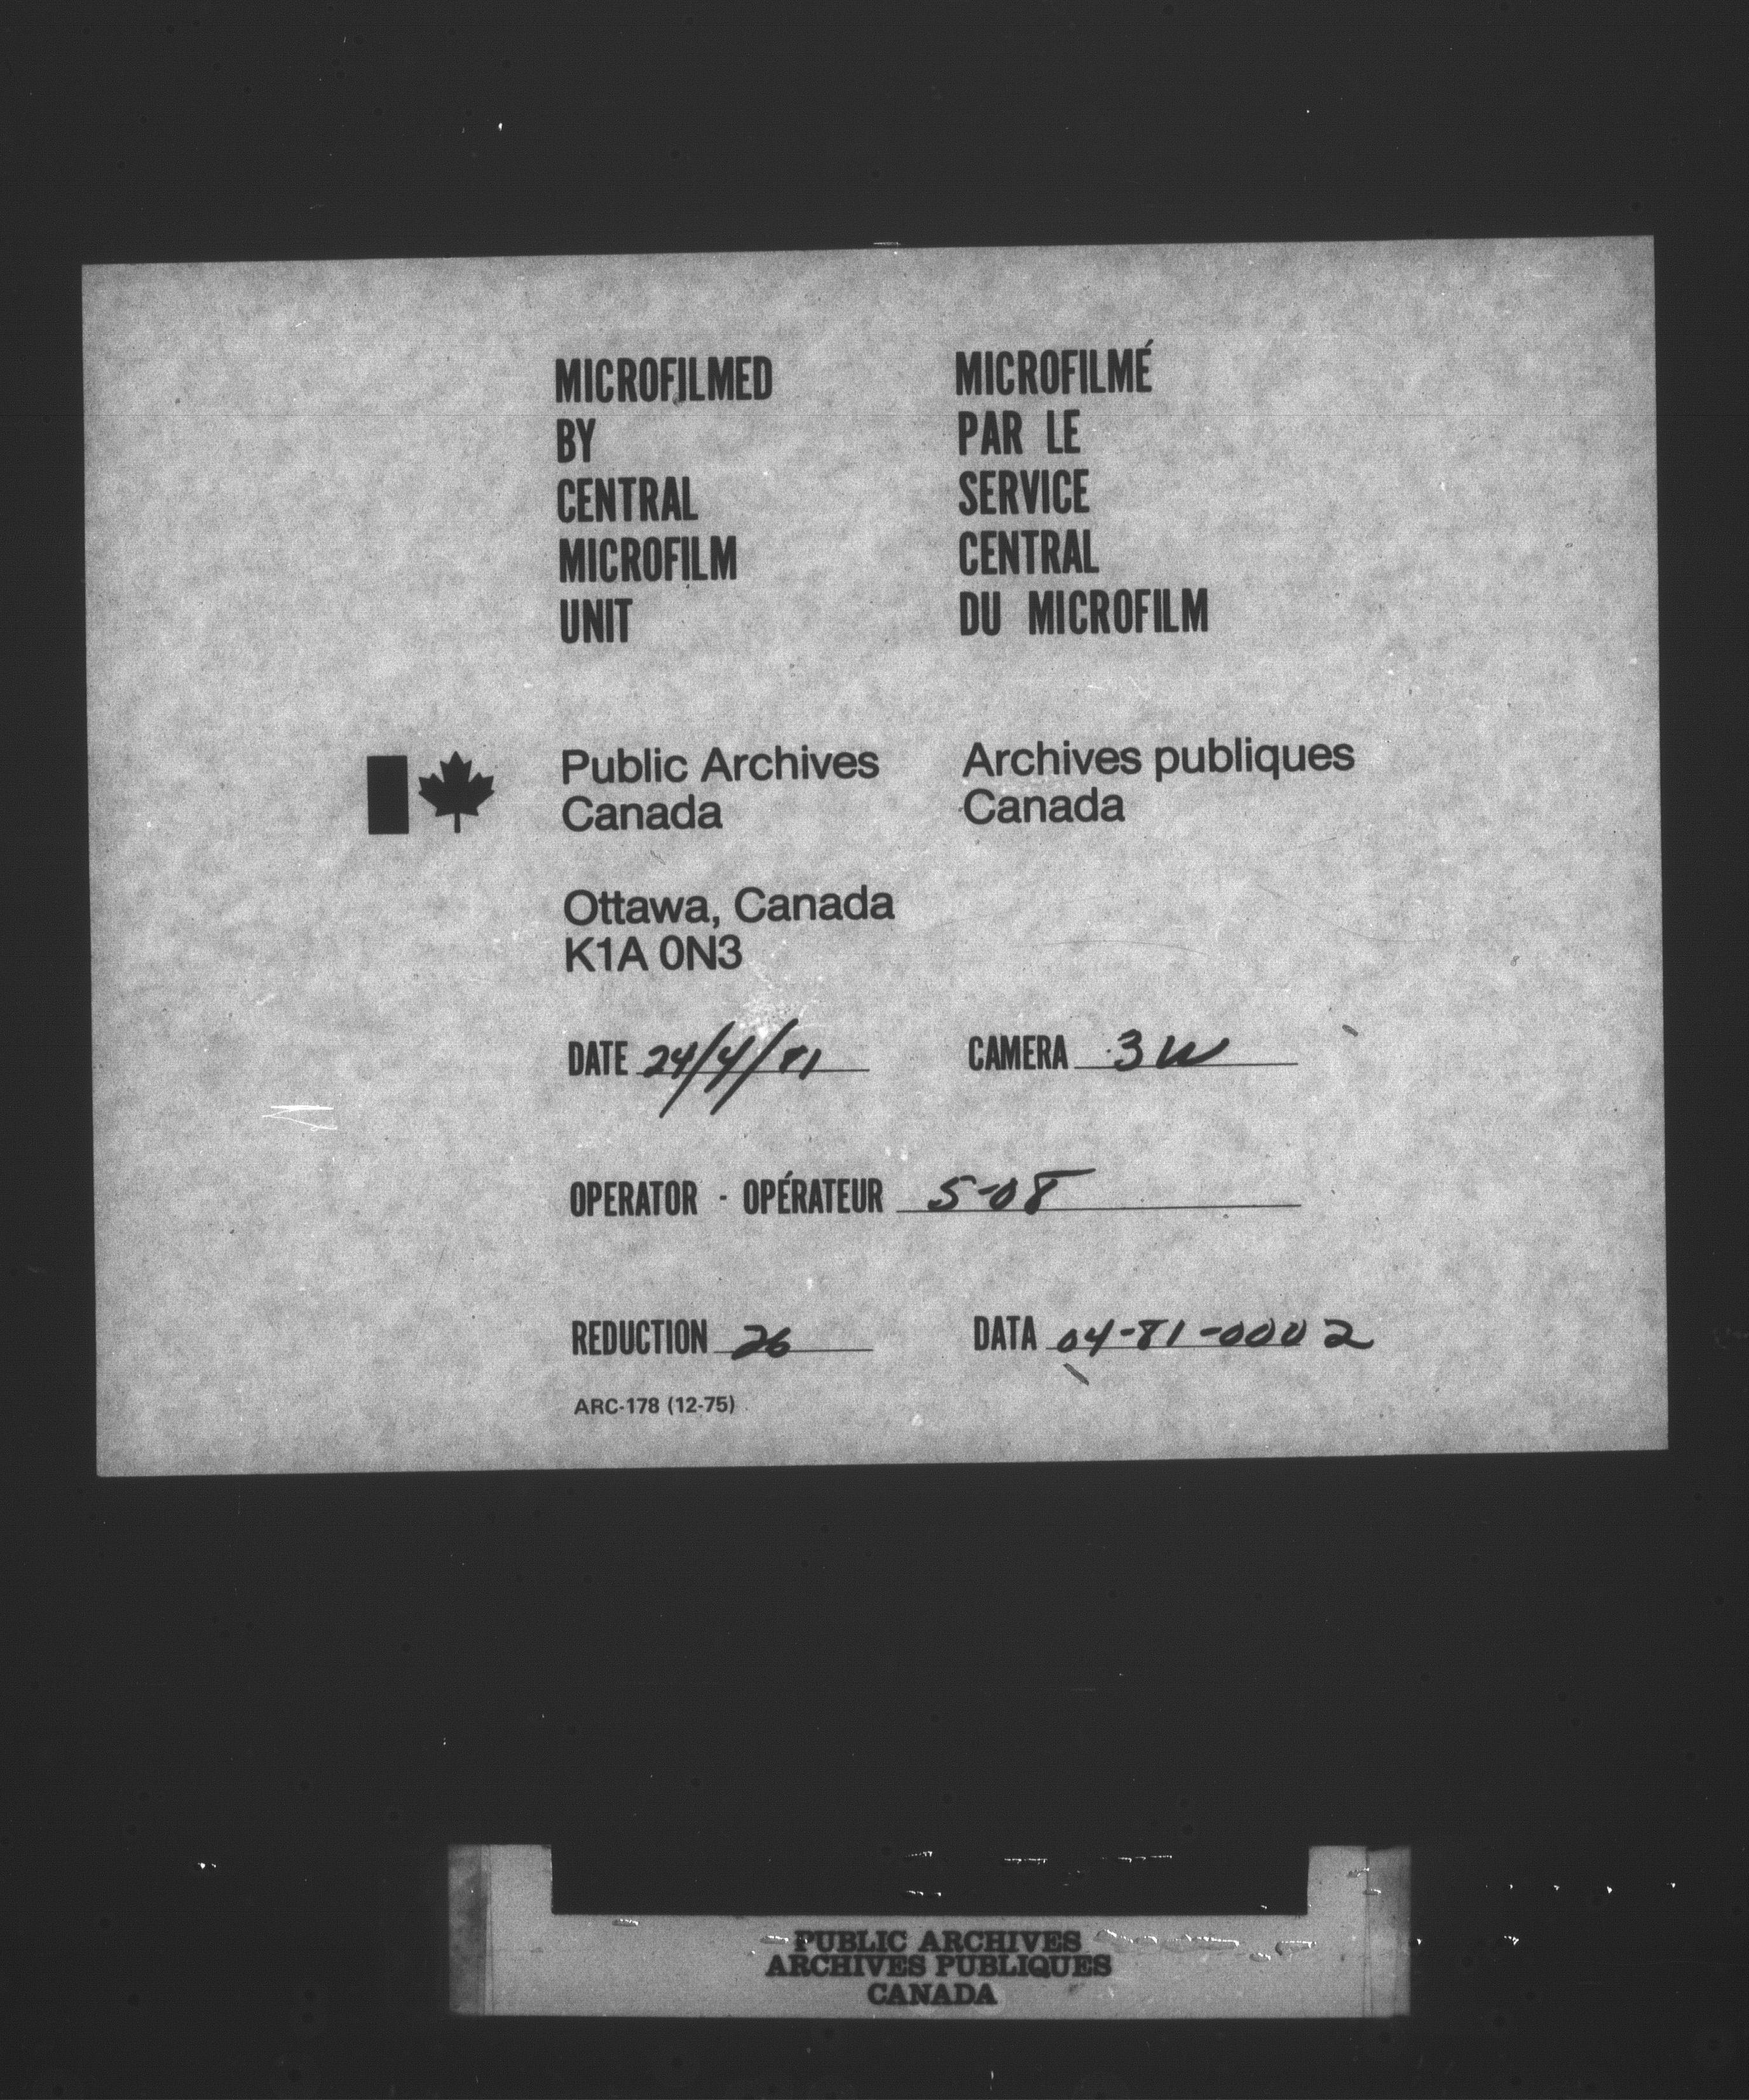 MICROFILMED
BY
CENTRAL
MICROFILM
UNIT
MICROFILMÉ
PAR LE
SERVICE
CENTRAL
DU MICROFILM
Public Archives
Canada
Archives publiques
Canada
Ottawa, Canada
K1A 0N3
DATE 24/4/81
CAMERA 3W
OPERATOR - OPÉRATEUR S-08
REDUCTION 26
DATA 04-81-0002
ARC-178 (12-75)
PUBLIC ARCHIVES
ARCHIVES PUBLIQUES
CANADA